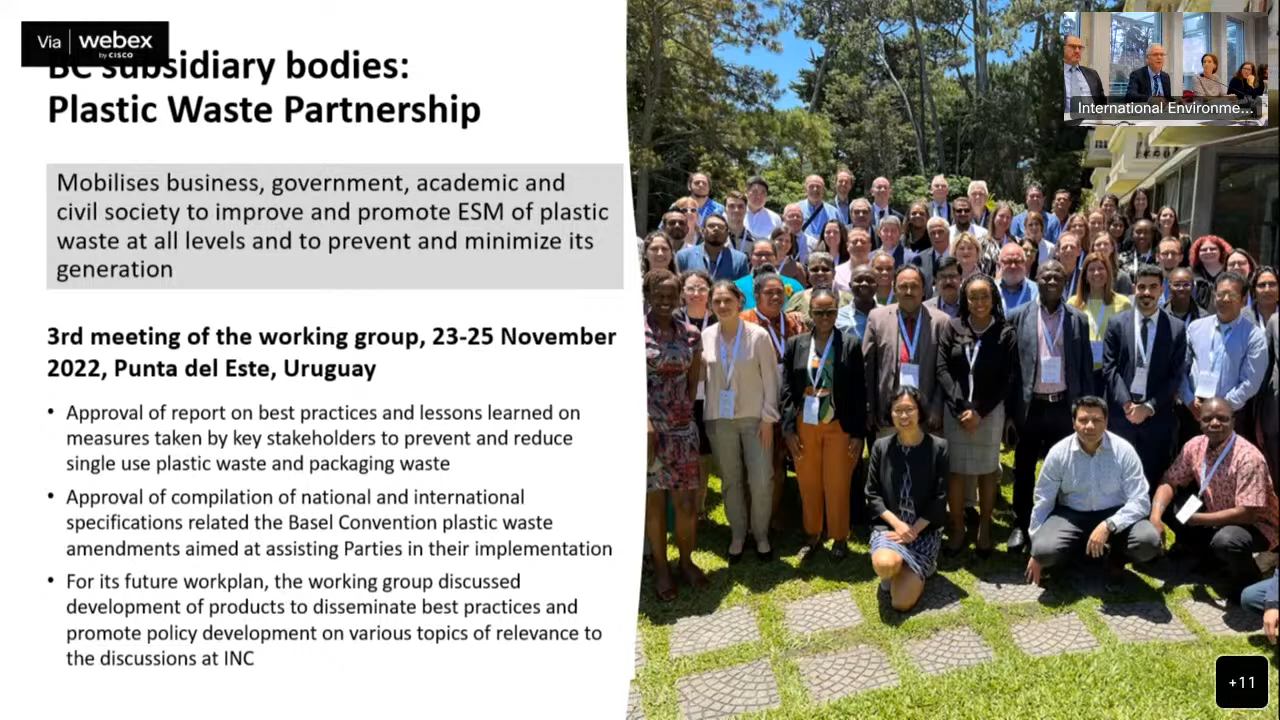 Via webex
by CISCO
BC subsidiary bodies:
Plastic Waste Partnership
Mobilises business, government, academic and
civil society to improve and promote ESM of plastic
waste at all levels and to prevent and minimize its
generation
3rd meeting of the working group, 23-25 November
2022, Punta del Este, Uruguay
• Approval of report on best practices and lessons learned on
measures taken by key stakeholders to prevent and reduce
single use plastic waste and packaging waste
• Approval of compilation of national and international
specifications related the Basel Convention plastic waste
amendments aimed at assisting Parties in their implementation
• For its future workplan, the working group discussed
development of products to disseminate best practices and
promote policy development on various topics of relevance to
the discussions at INC
International Environme...
+11